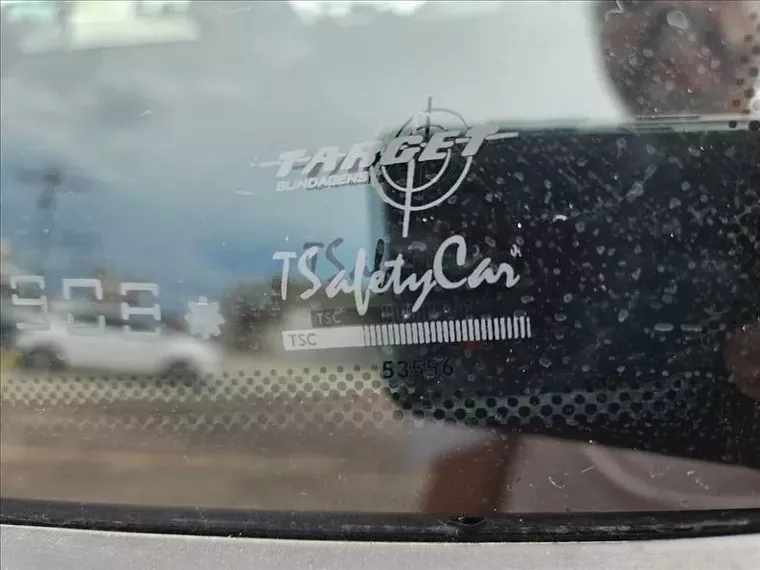 TARGET
BLINDAGENS
TSafetyCar
TSC
TSC
53556